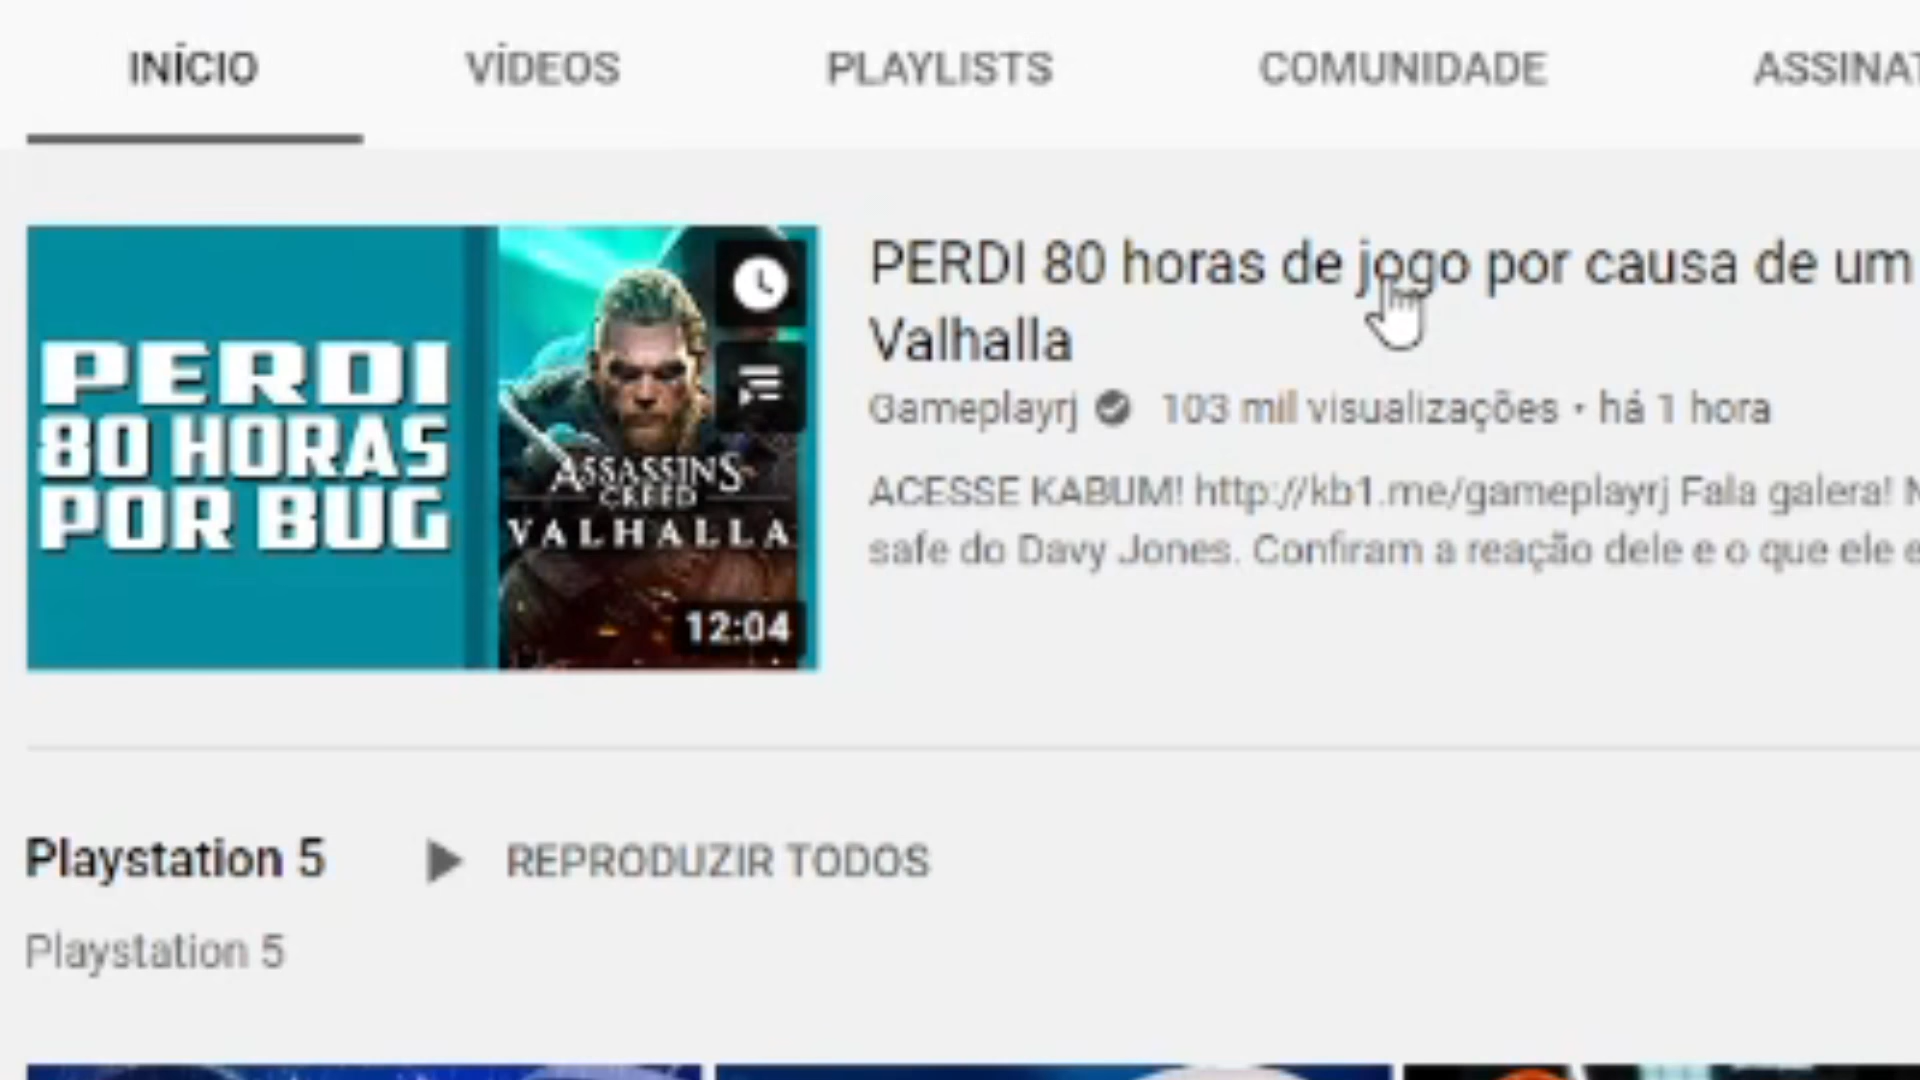 INÍCIO VÍDEOS PLAYLISTS COMUNIDADE ASSINAT
PERDI
80 HORAS
POR BUG
ASSASSIN'S
CREED
VALHALLA
12:04
PERDI 80 horas de jogo por causa de um
Valhalla
Gameplayrj 103 mil visualizações • há 1 hora
ACESSE KABUM! http://kb1.me/gameplayrj Fala galera! N
safe do Davy Jones. Confiram a reação dele e o que ele e
Playstation 5 REPRODUZIR TODOS
Playstation 5